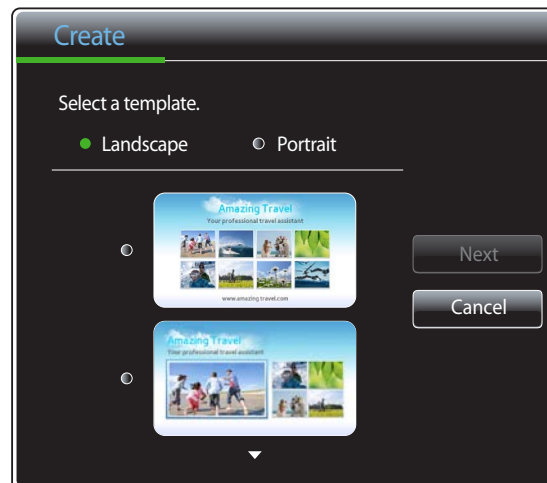 Create
Select a template.
Landscape
Portrait
Amazing Travel
Your professional travel assistant
www.amazing travel.com
Next
Cancel
Amazing Travel
Your professional travel assistant